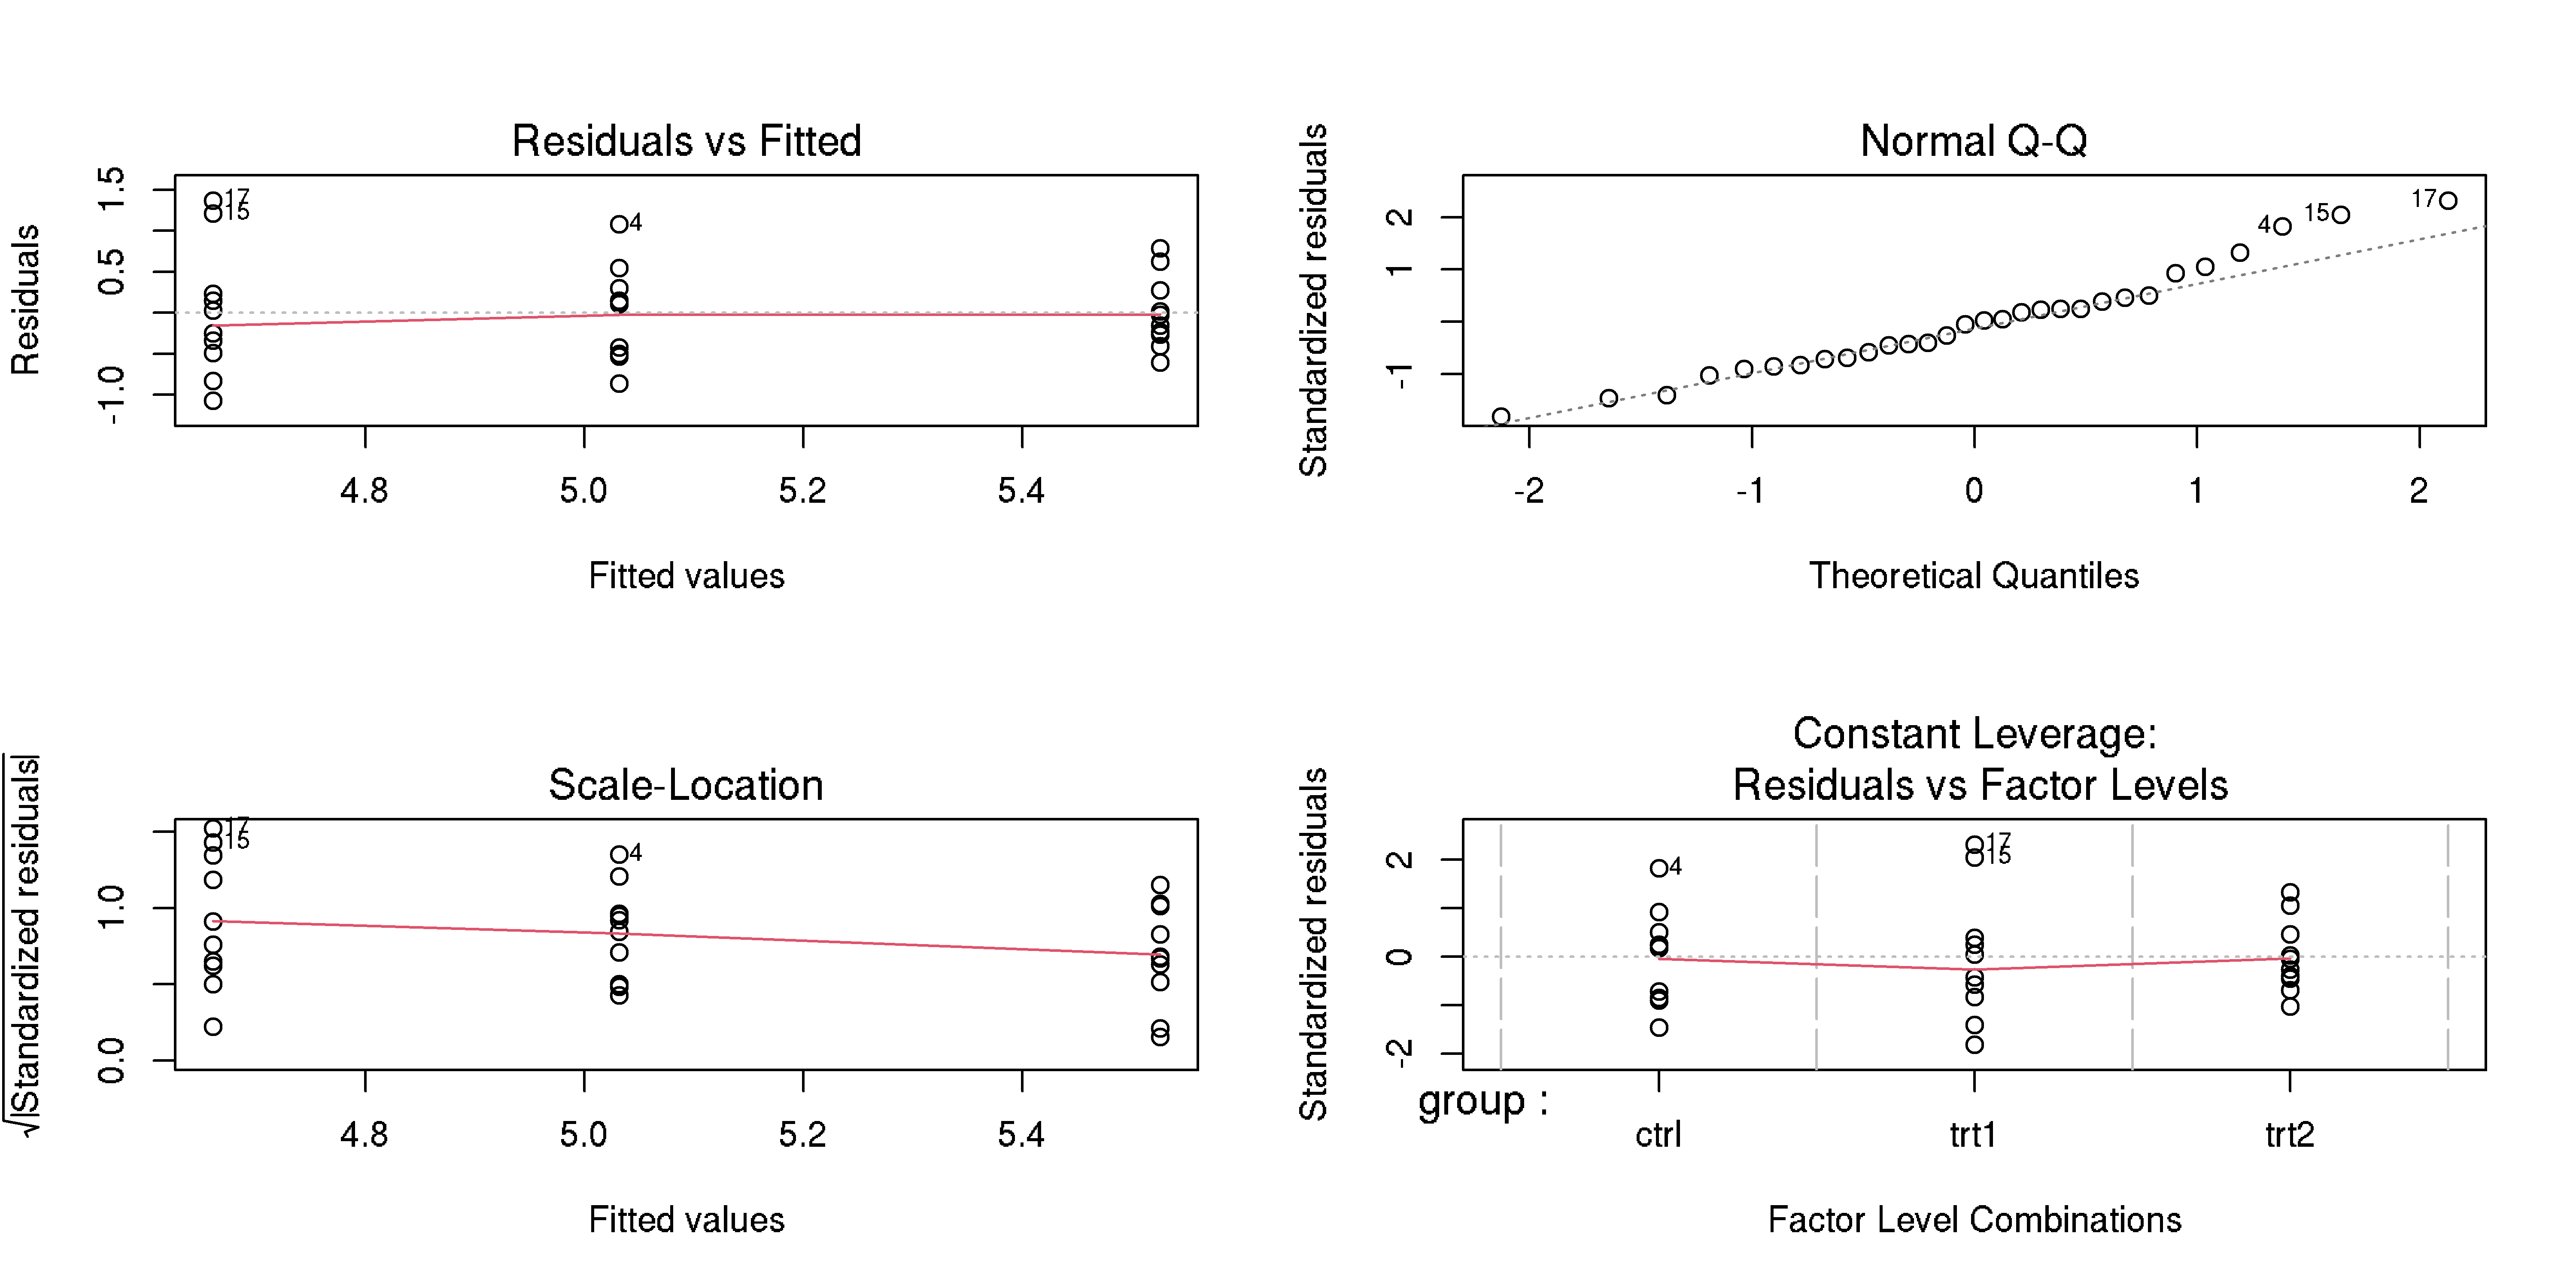 Residuals vs Fitted
Residuals
1.5
0.5
-1.0
17
15
4
4.8 5.0 5.2 5.4
Fitted values
Normal Q-Q
Standardized residuals
2
1
-1
4 15 17
-2 -1 0 1 2
Theoretical Quantiles
Scale-Location
√|Standardized residuals|
1.0
0.0
17
15
4
4.8 5.0 5.2 5.4
Fitted values
Constant Leverage:
Residuals vs Factor Levels
Standardized residuals
2
0
-2
4
17
15
group :
ctrl trt1 trt2
Factor Level Combinations